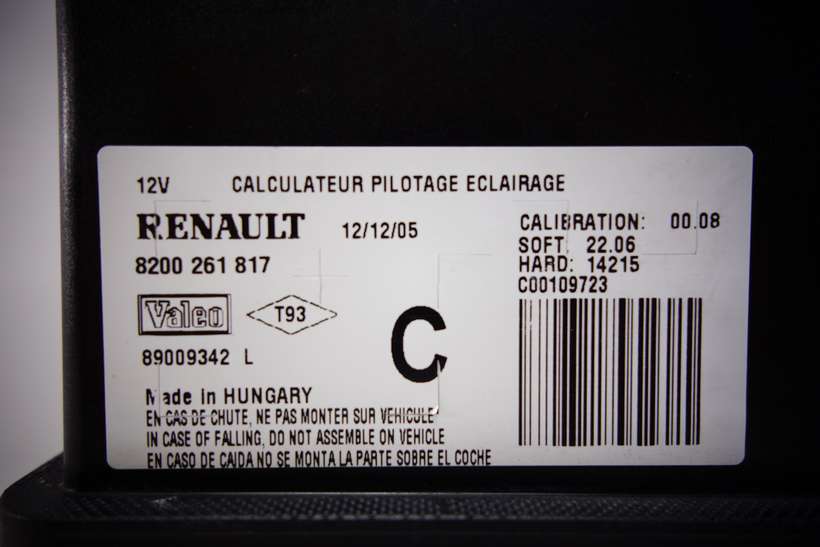 12V CALCULATEUR PILOTAGE ECLAIRAGE
RENAULT 12/12/05
8200 261 817
CALIBRATION: 00.08
SOFT. 22.06
HARD: 14215
C00109723
Valeo T93
89009342 L
C
Made in HUNGARY
EN CAS DE CHUTE, NE PAS MONTER SUR VEHICULE
IN CASE OF FALLING, DO NOT ASSEMBLE ON VEHICLE
EN CASO DE CAIDA NO SE MONTA LA PARTE SOBRE EL COCHE